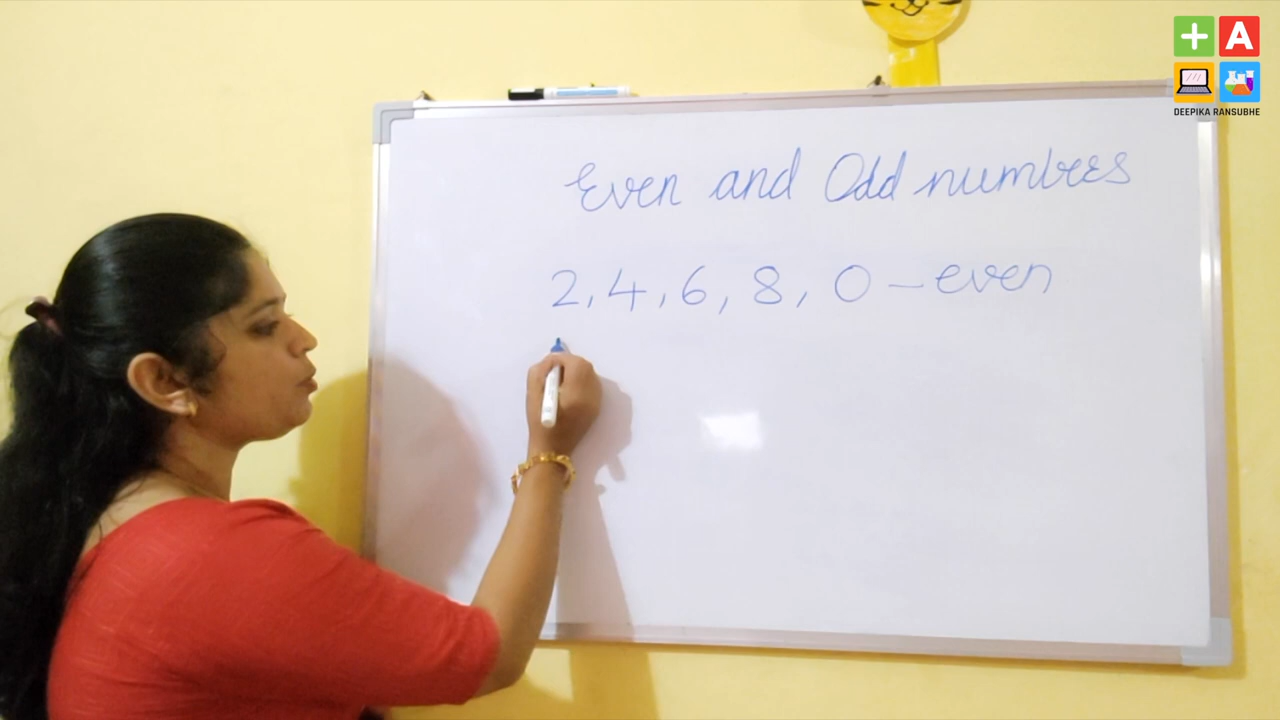 +A
DEEPIKA RANSUBHE
Even and Odd numbres
2, 4, 6, 8, 0 - even